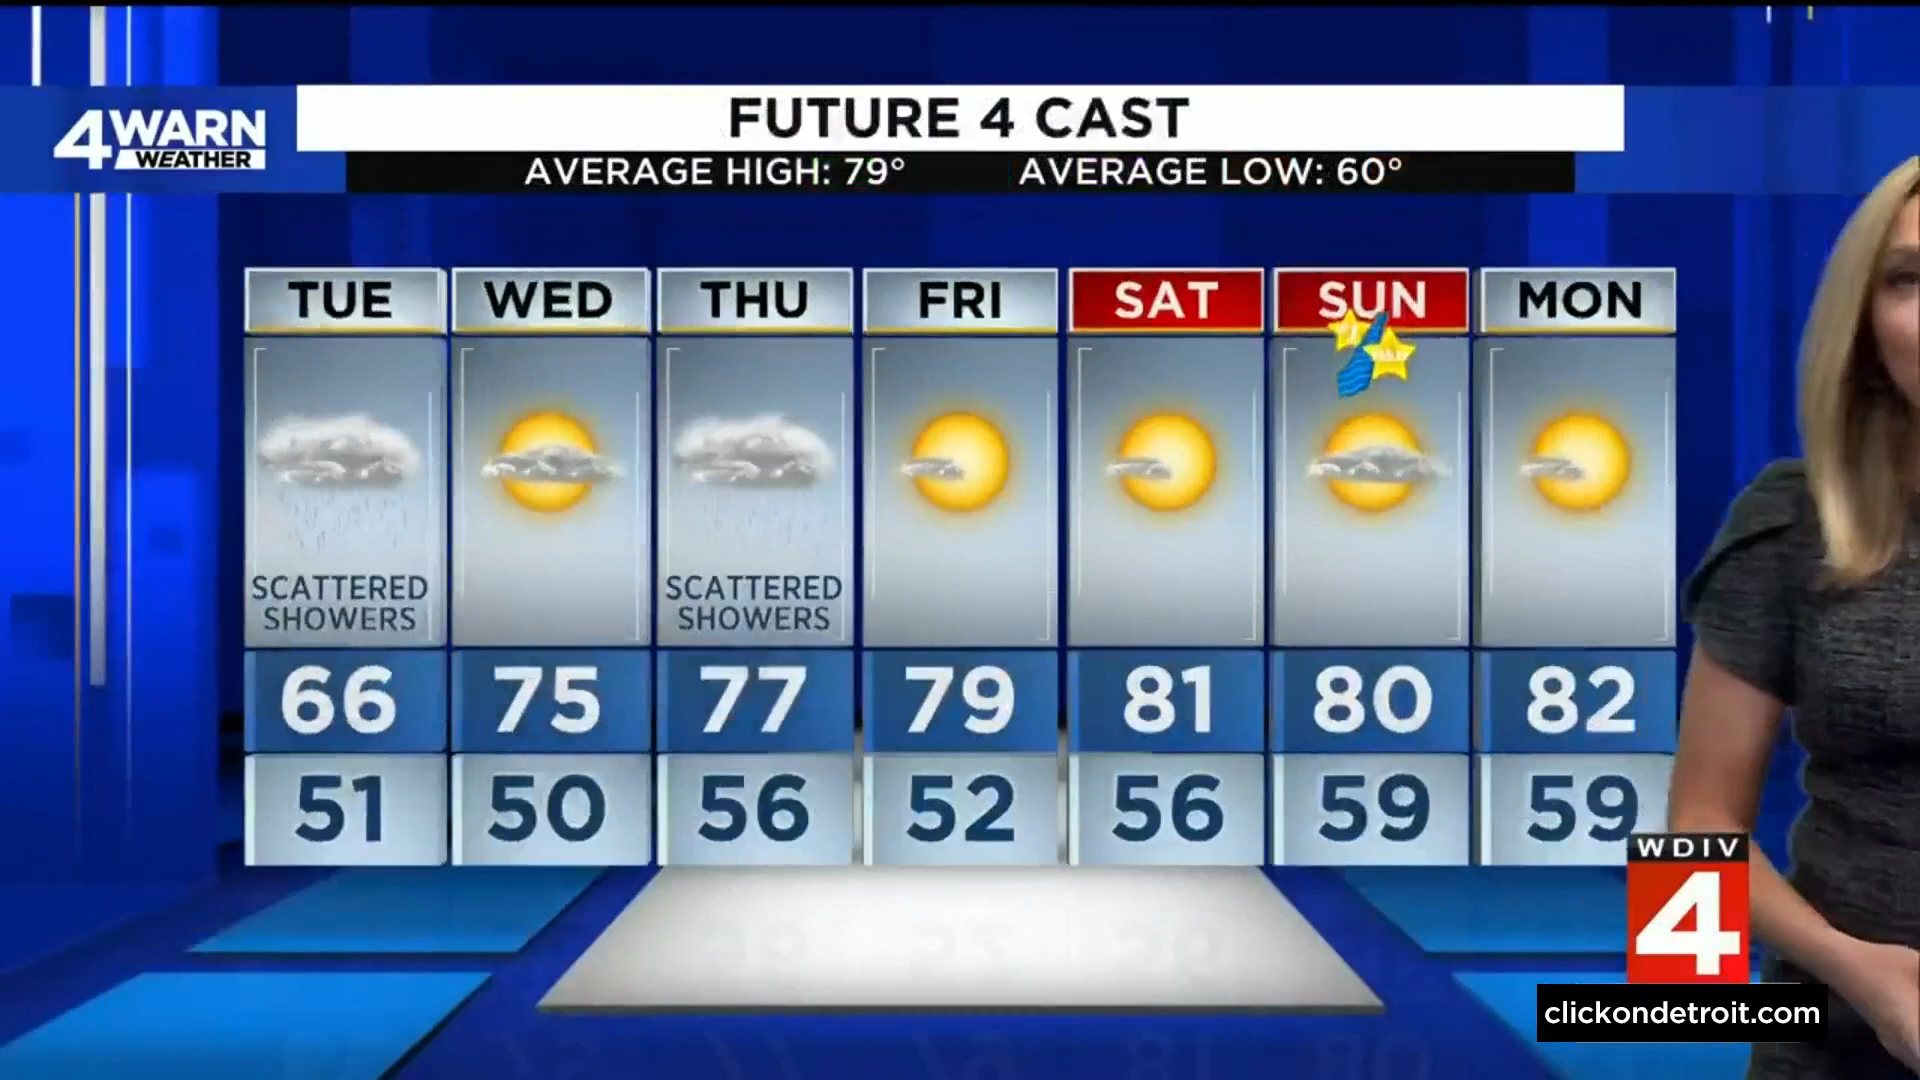 FUTURE 4 CAST
4WARN
WEATHER
AVERAGE HIGH: 79° AVERAGE LOW: 60°
TUE WED THU FRI SAT SUN MON
SCATTERED
SHOWERS
SCATTERED
SHOWERS
66 75 77 79 81 80 82
51 50 56 52 56 59 59
WDIV
4
clickondetroit.com